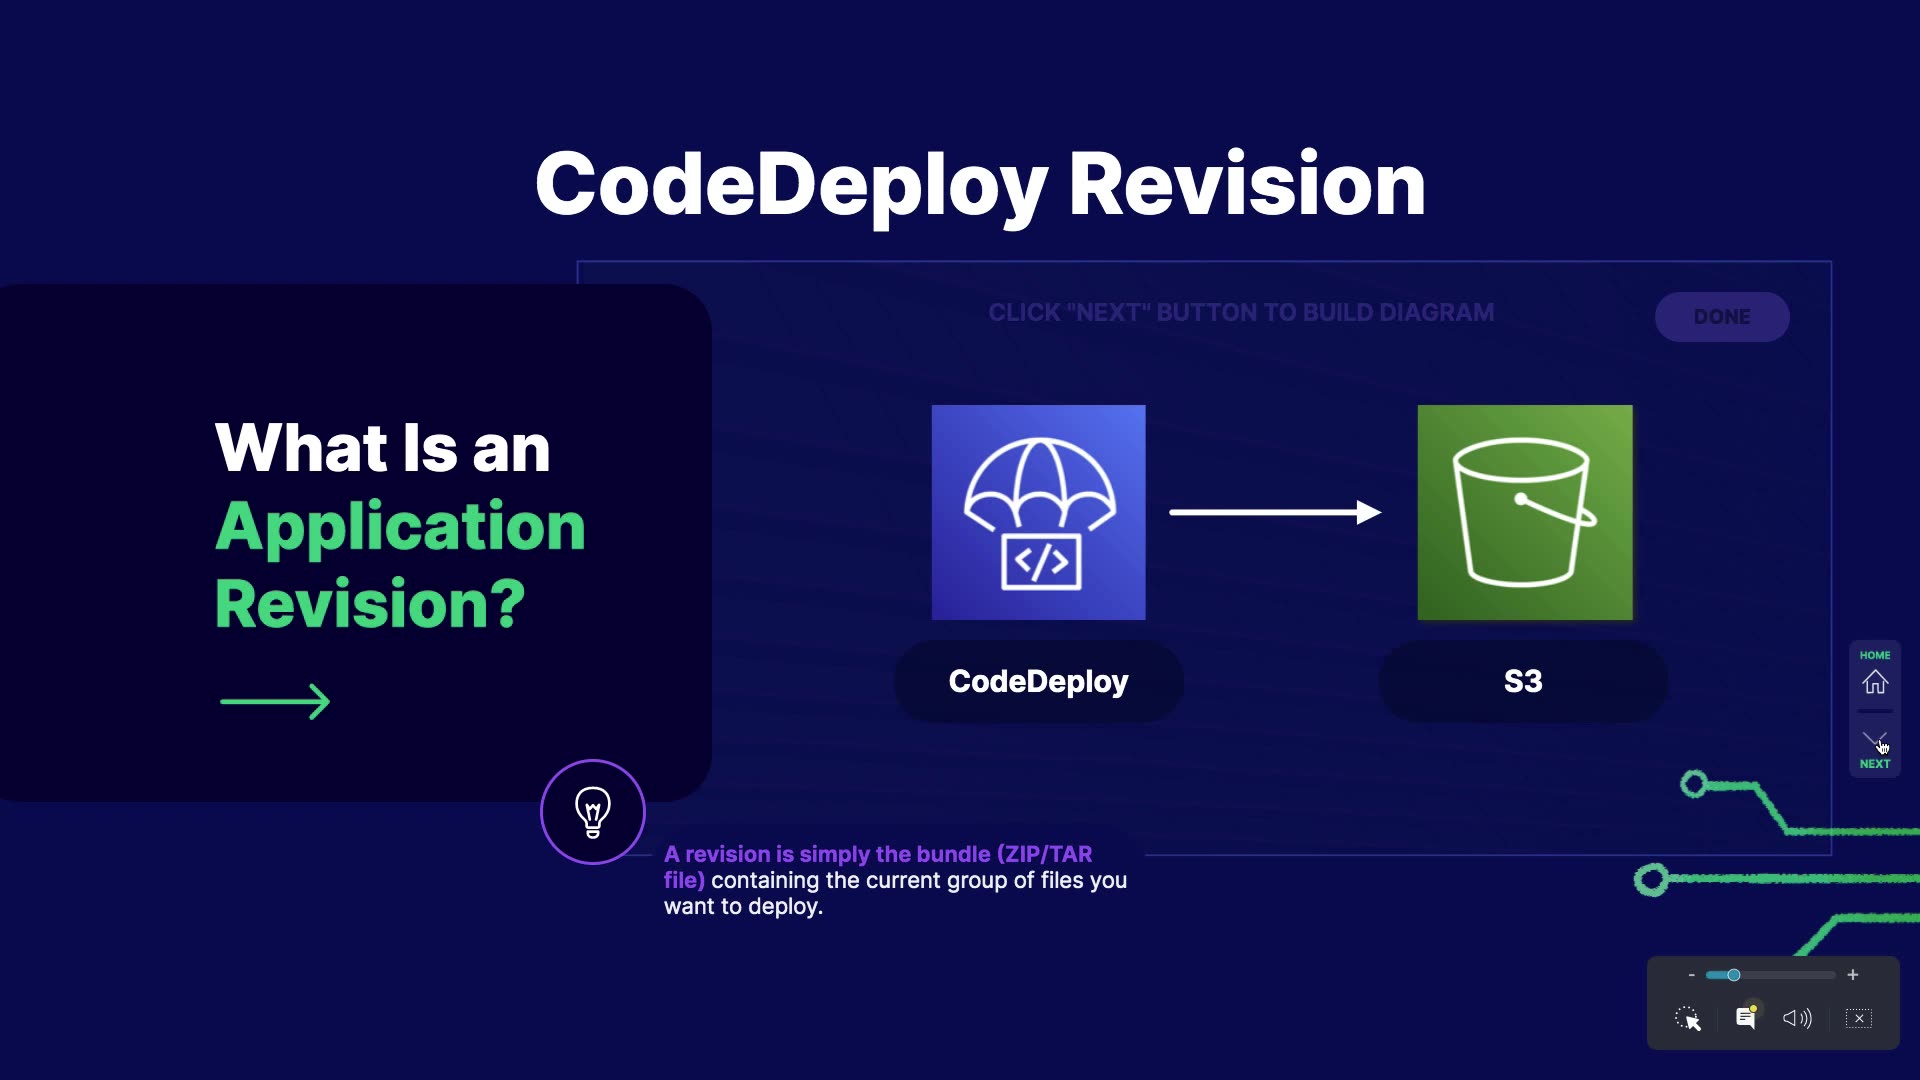 CodeDeploy Revision
CLICK "NEXT" BUTTON TO BUILD DIAGRAM
DONE
What Is an
Application
Revision?
CodeDeploy
S3
A revision is simply the bundle (ZIP/TAR
file) containing the current group of files you
want to deploy.
HOME
NEXT